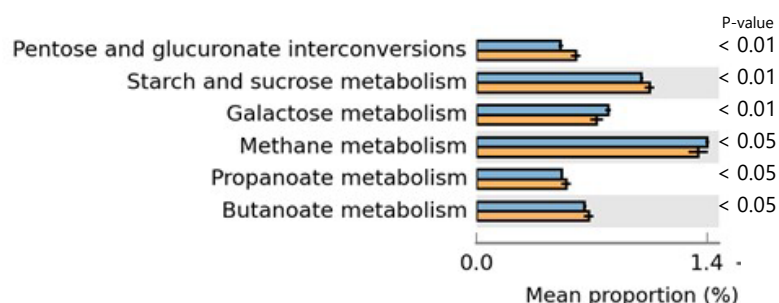 P-value
Pentose and glucuronate interconversions < 0.01
Starch and sucrose metabolism < 0.01
Galactose metabolism < 0.01
Methane metabolism < 0.05
Propanoate metabolism < 0.05
Butanoate metabolism < 0.05
0.0 1.4 -
Mean proportion (%)